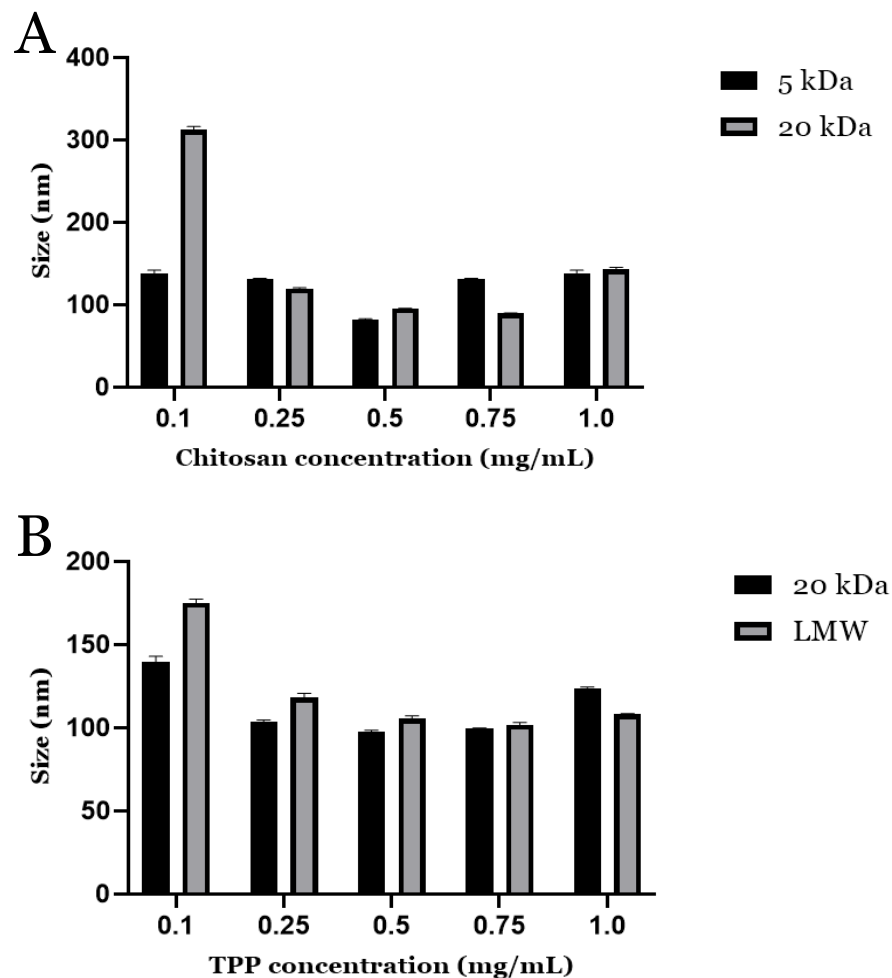 A
400
300
200
100
0
Size (nm)
0.1 0.25 0.5 0.75 1.0
Chitosan concentration (mg/mL)
5 kDa
20 kDa
B
200
150
100
50
0
Size (nm)
0.1 0.25 0.5 0.75 1.0
TPP concentration (mg/mL)
20 kDa
LMW